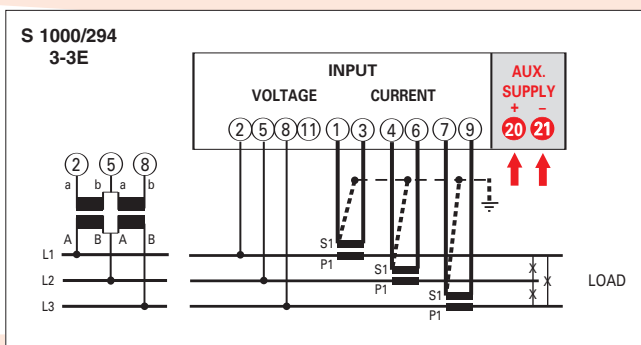 S 1000/294
3-3E
INPUT
VOLTAGE CURRENT
AUX.
SUPPLY
+ –
2 5 8 11 1 3 4 6 7 9 20 21
2 5 8
a b a b
A B A B
L1
L2
L3
S1
P1
S1
P1
S1
P1
X
X
X
LOAD